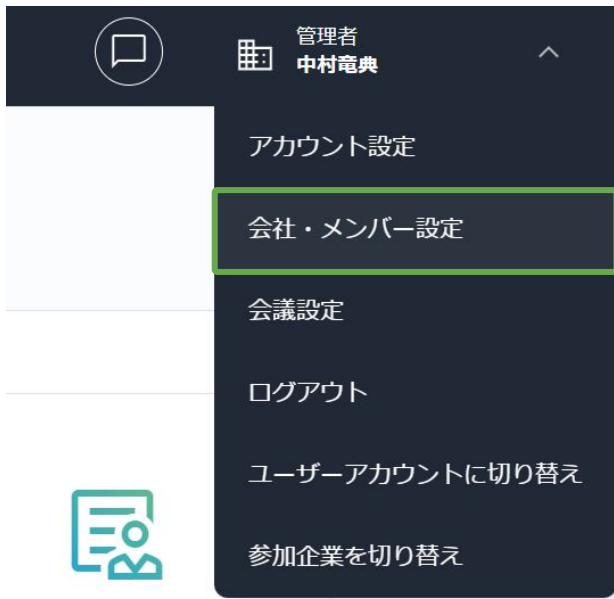 管理者
中村竜典
アカウント設定
会社・メンバー設定
会議設定
ログアウト
ユーザーアカウントに切り替え
参加企業を切り替え